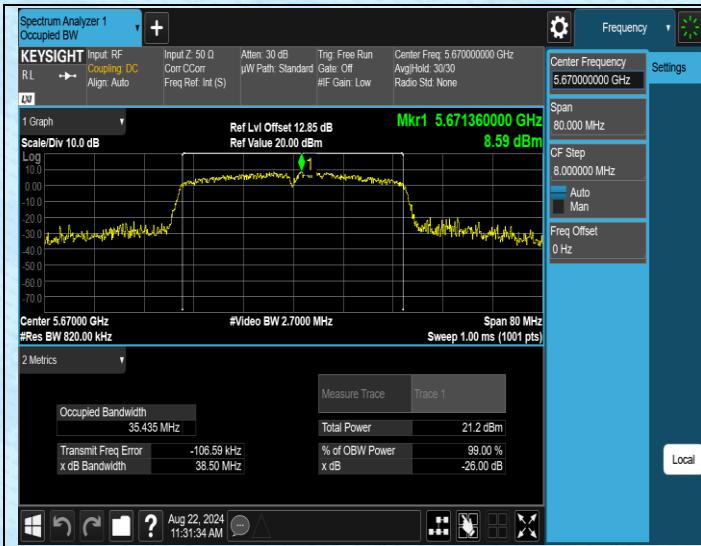 Spectrum Analyzer 1
Occupied BW
Frequency
KEYSIGHT
RL
LXI
Input: RF
Coupling: DC
Align: Auto
Input Z: 50 Ω
Corr CCorr
Freq Ref: Int (S)
Atten: 30 dB
µW Path: Standard
Trig: Free Run
Gate: Off
#IF Gain: Low
Center Freq: 5.670000000 GHz
Avg|Hold: 30/30
Radio Std: None
Center Frequency
5.670000000 GHz
Settings
Span
80.000 MHz
CF Step
8.000000 MHz
Auto
Man
Freq Offset
0 Hz
1 Graph
Scale/Div 10.0 dB
Ref Lvl Offset 12.85 dB
Ref Value 20.00 dBm
Mkr1 5.671360000 GHz
8.59 dBm
Log
10.0
0.00
-10.0
-20.0
-30.0
-40.0
-50.0
-60.0
-70.0
1
Center 5.67000 GHz
#Res BW 820.00 kHz
#Video BW 2.7000 MHz
Span 80 MHz
Sweep 1.00 ms (1001 pts)
2 Metrics
Measure Trace
Trace 1
Occupied Bandwidth
35.435 MHz
Total Power
21.2 dBm
Transmit Freq Error
-106.59 kHz
% of OBW Power
99.00 %
x dB Bandwidth
38.50 MHz
x dB
-26.00 dB
Local
?
Aug 22, 2024
11:31:34 AM